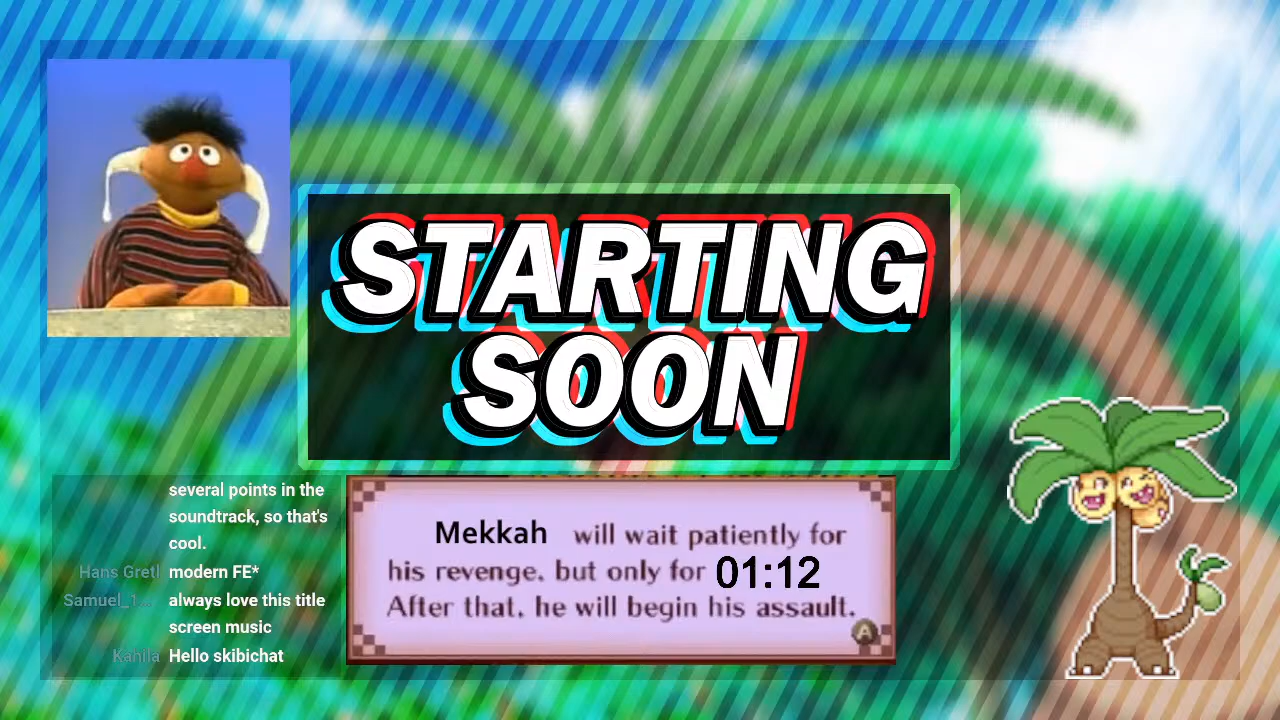 STARTING
SOON
several points in the
soundtrack, so that's
cool.
Hans Gretl modern FE*
Samuel_1... always love this title
screen music
Kahlla Hello skibichat
Mekkah will wait patiently for
his revenge, but only for 01:12
After that, he will begin his assault.
A